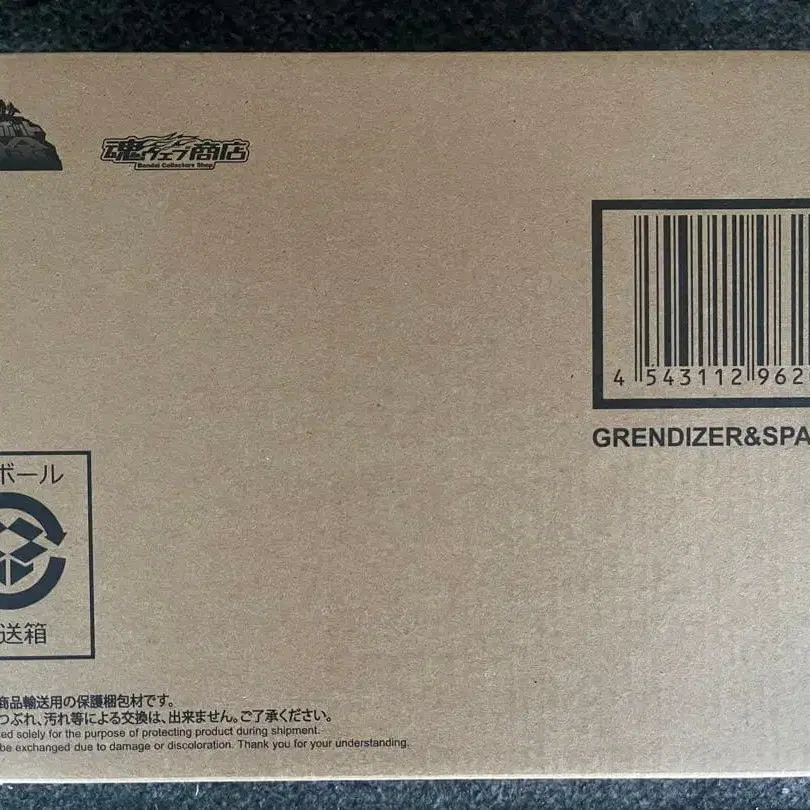 魂ウェブ商店
Bandai Collectors Shop
4 543112 962
GRENDIZER&SPA
ボール
送箱
商品輸送用の保護梱包材です。
つぶれ、汚れ等による交換は、出来ません。ご了承ください。
ed solely for the purpose of protecting product during shipment.
be exchanged due to damage or discoloration. Thank you for your understanding.